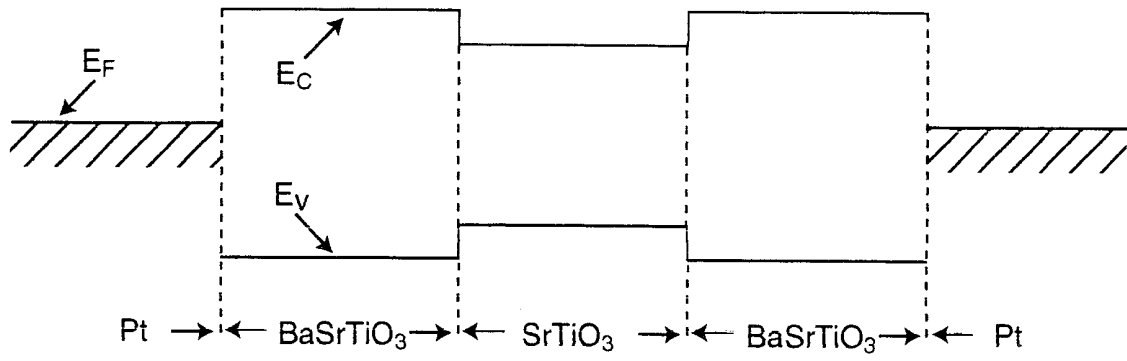 E_F
E_C
E_V
Pt BaSrTiO₃ SrTiO₃ BaSrTiO₃ Pt